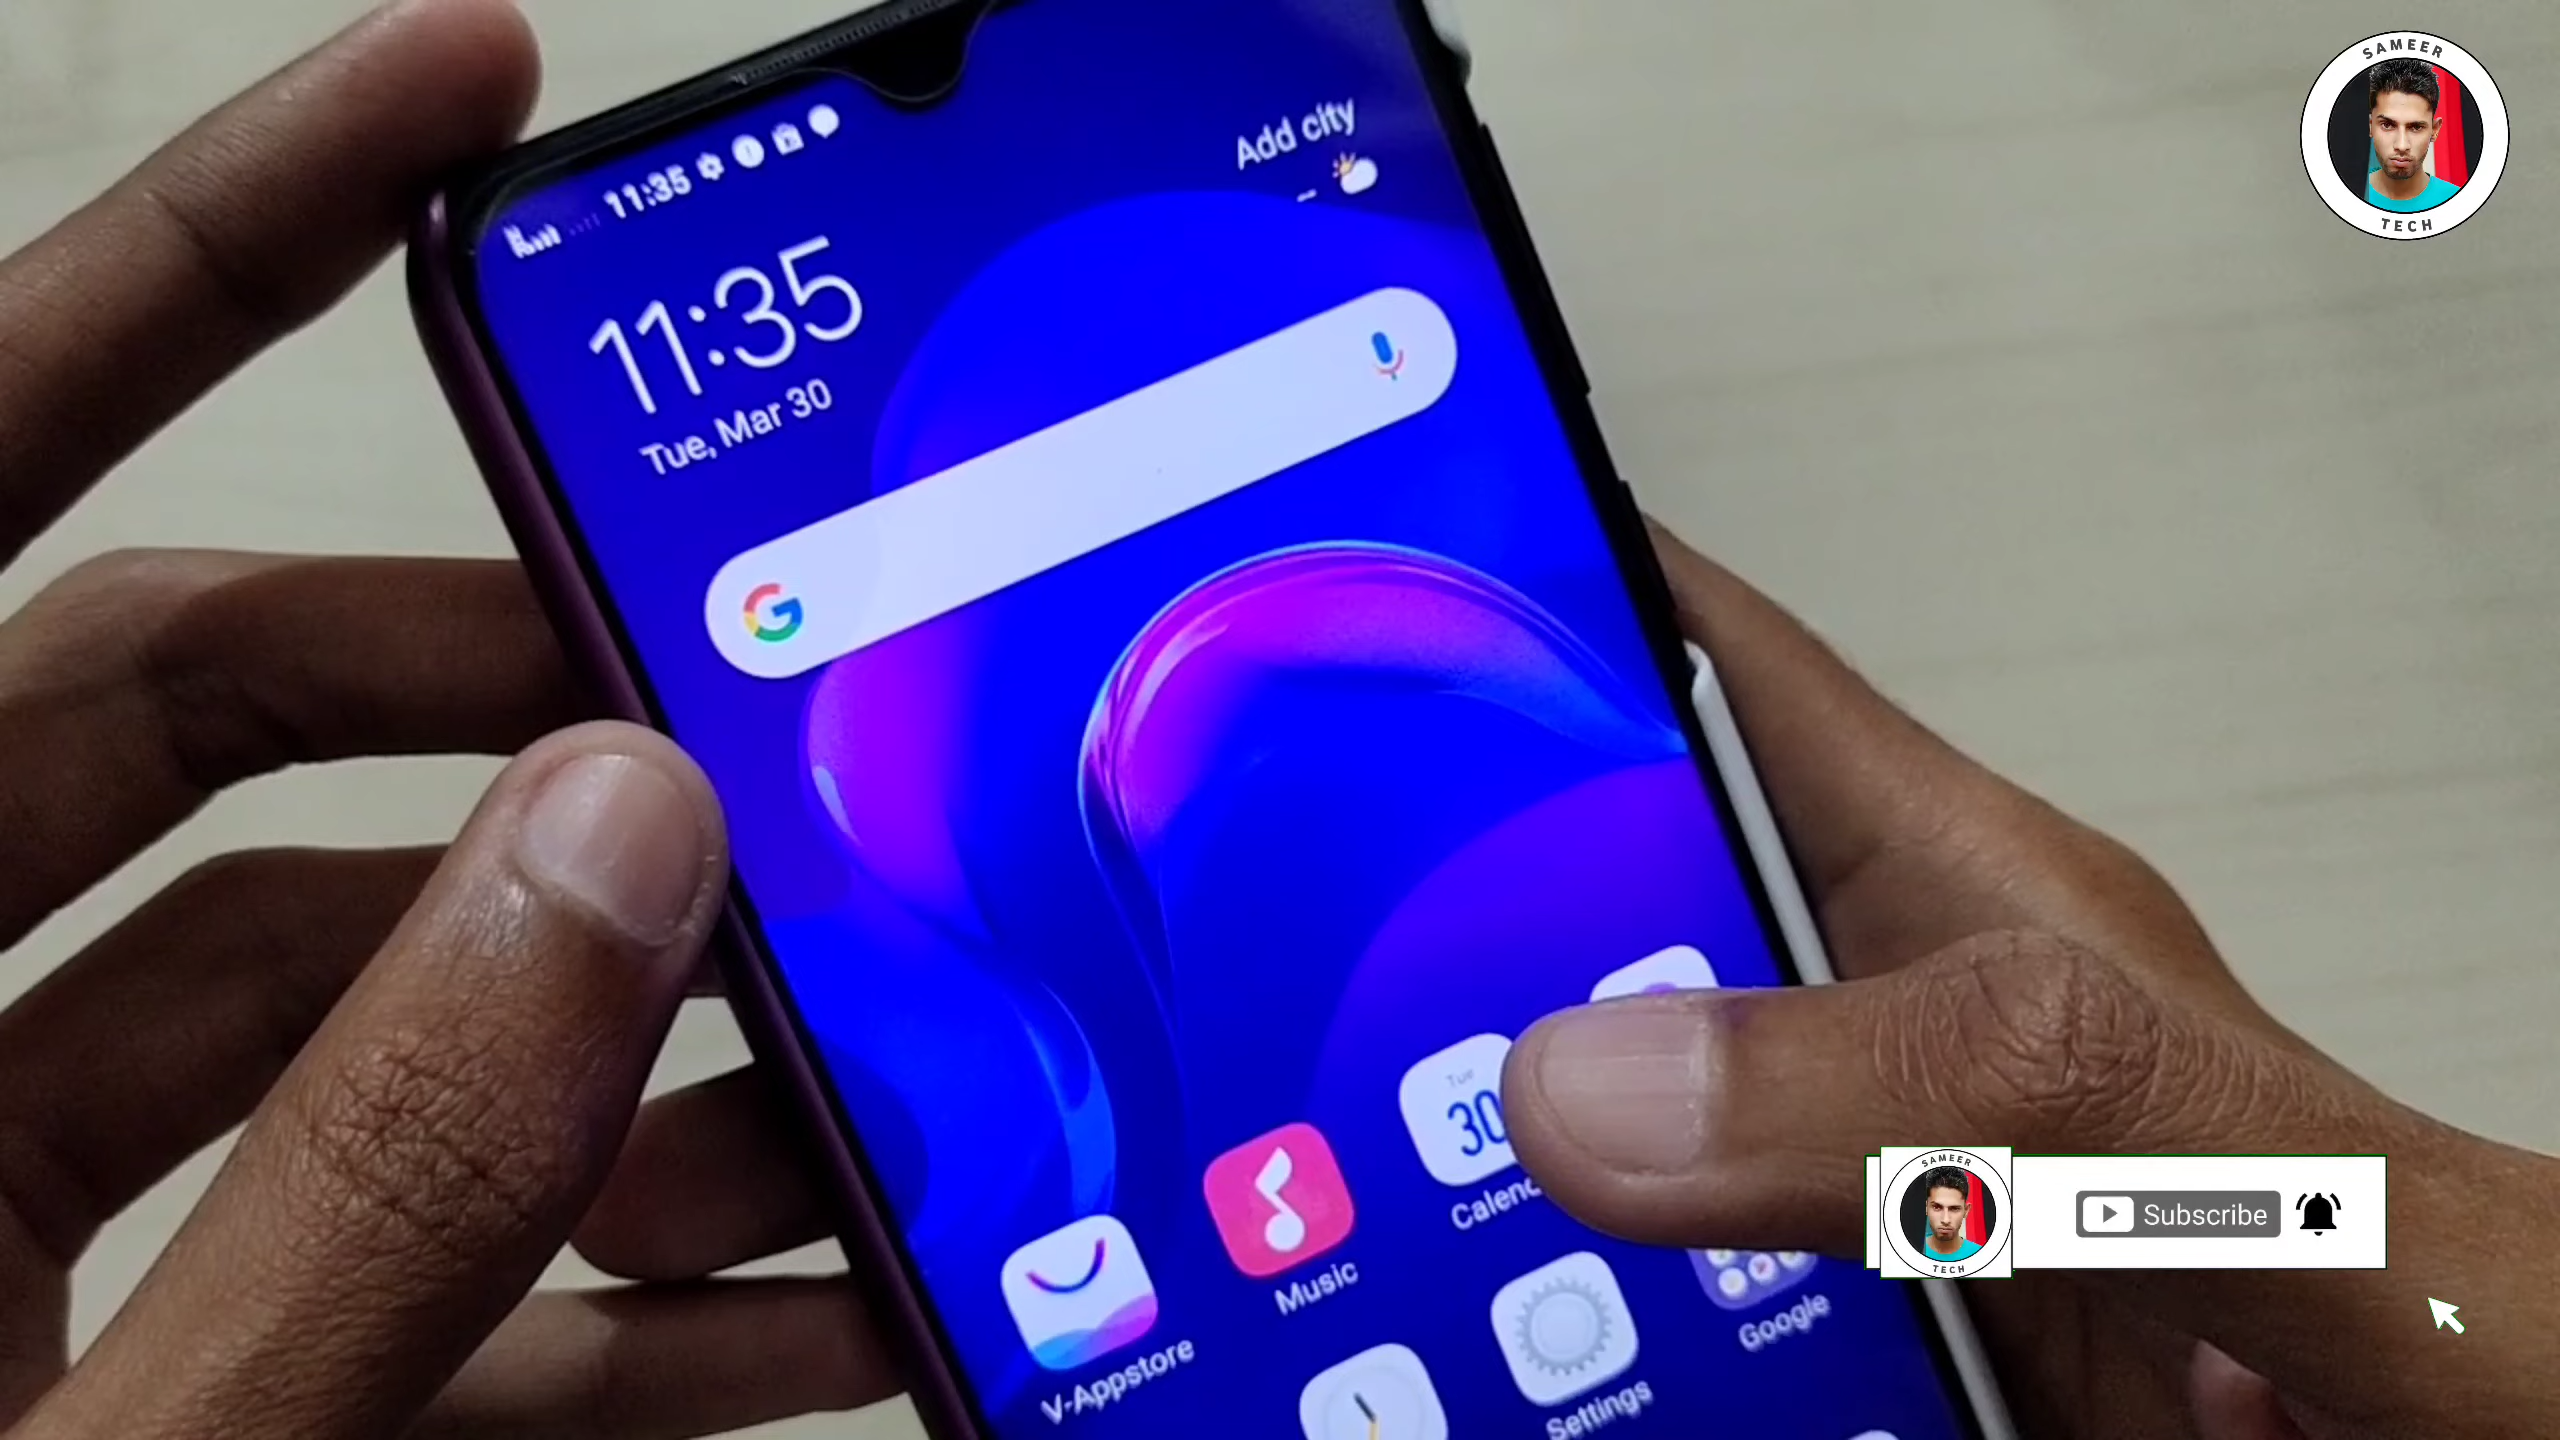 SAMEER
TECH
11:35
Add city
11:35
Tue, Mar 30
G
Tue
30
Music
V-Appstore
Settings
Google
SAMEER
TECH
Subscribe